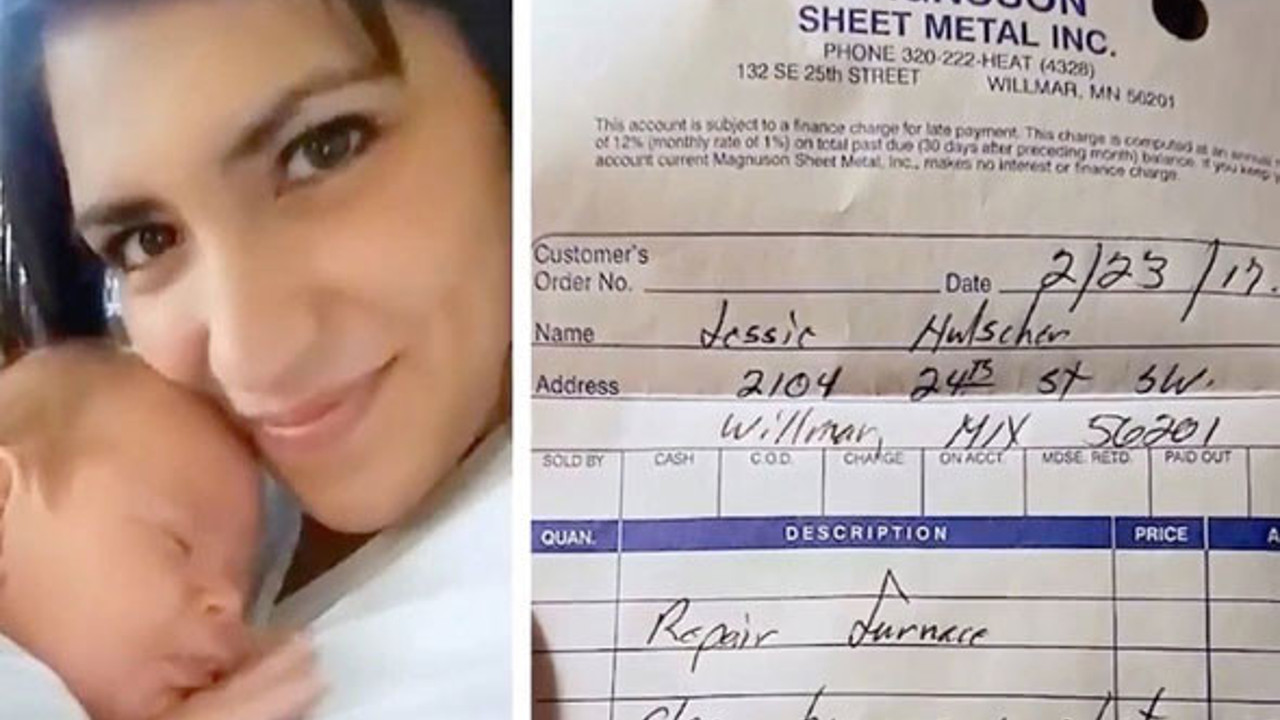 SHEET METAL INC.
PHONE 320-222-HEAT (4328)
132 SE 25th STREET WILLMAR, MN 56201
This account is subject to a finance charge for late payment. This charge is computed at an annual
of 12% (monthly rate of 1%) on total past due (30 days after preceding month) balance. If you keep
account current Magnuson Sheet Metal, Inc., makes no interest or finance charge.
Customer's
Order No. Date 2/23/17.
Name Jessie Hulscher
Address 2104 24TH St SW.
Willmar, MN 56201
SOLD BY CASH C.O.D. CHARGE ON ACCT. MDSE. RETD. PAID OUT
QUAN. DESCRIPTION PRICE A
Repair furnace